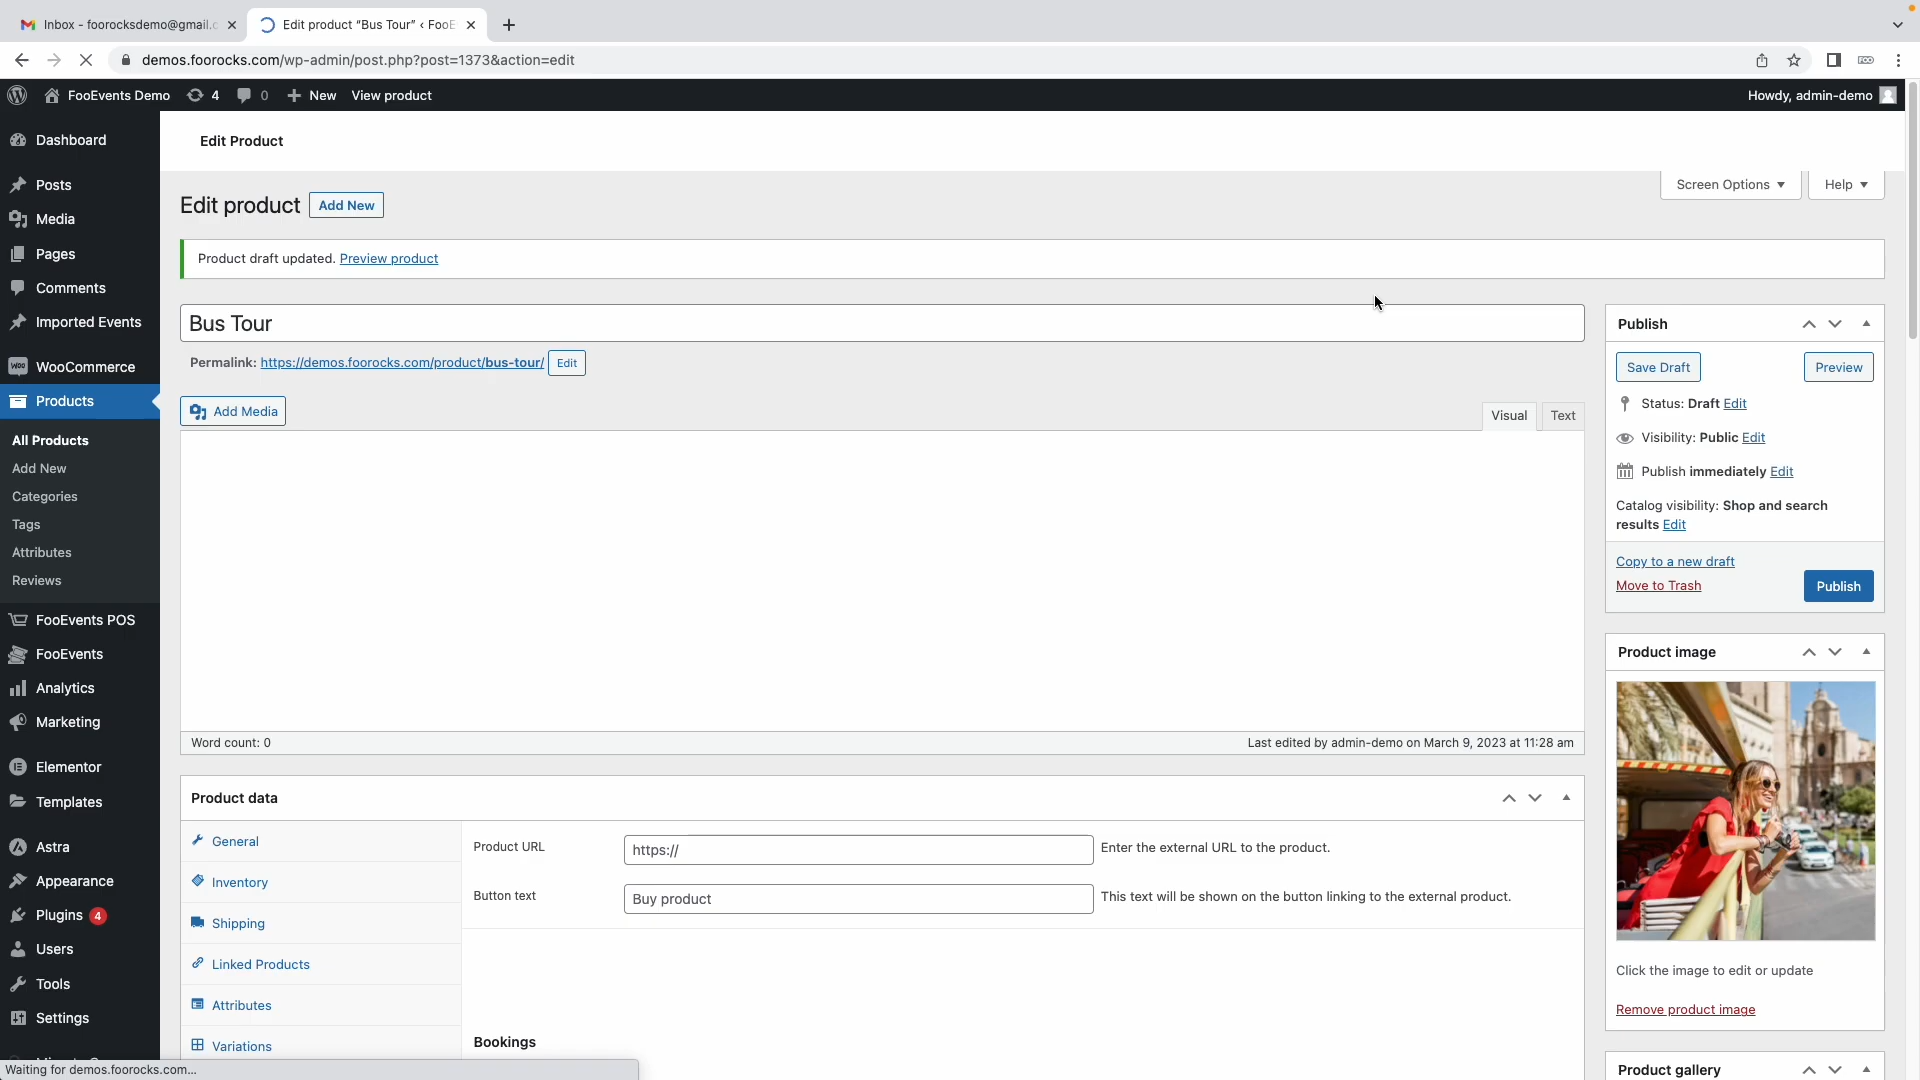 Inbox - foorocksdemo@gmail.c
Edit product “Bus Tour” ‹ FooE
demos.foorocks.com/wp-admin/post.php?post=1373&action=edit
FooEvents Demo
4
0
New
View product
Howdy, admin-demo
Dashboard
Posts
Media
Pages
Comments
Imported Events
WooCommerce
Products
All Products
Add New
Categories
Tags
Attributes
Reviews
FooEvents POS
FooEvents
Analytics
Marketing
Elementor
Templates
Astra
Appearance
Plugins 4
Users
Tools
Settings
Edit Product
Screen Options
Help
Edit product
Add New
Product draft updated. Preview product
Bus Tour
Permalink: https://demos.foorocks.com/product/bus-tour/ Edit
Add Media
Visual
Text
Word count: 0
Last edited by admin-demo on March 9, 2023 at 11:28 am
Product data
General
Inventory
Shipping
Linked Products
Attributes
Variations
Product URL
https://
Enter the external URL to the product.
Button text
Buy product
This text will be shown on the button linking to the external product.
Bookings
Publish
Save Draft
Preview
Status: Draft Edit
Visibility: Public Edit
Publish immediately Edit
Catalog visibility: Shop and search
results Edit
Copy to a new draft
Move to Trash
Publish
Product image
Click the image to edit or update
Remove product image
Product gallery
Waiting for demos.foorocks.com...